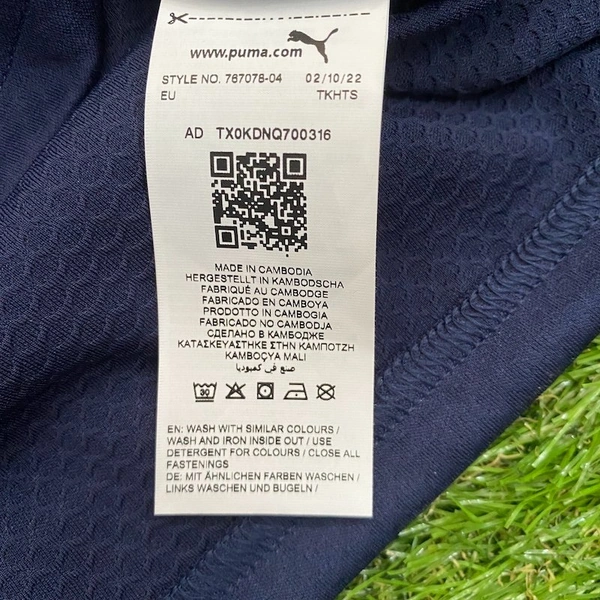 www.puma.com
STYLE NO. 767078-04 02/10/22
EU TKHTS
AD TX0KDNQ700316
MADE IN CAMBODIA
HERGESTELLT IN KAMBODSCHA
FABRIQUÉ AU CAMBODGE
FABRICADO EN CAMBOYA
PRODOTTO IN CAMBOGIA
FABRICADO NO CAMBODJA
СДЕЛАНО В КАМБОДЖЕ
ΚΑΤΑΣΚΕΥΑΣΤΗΚΕ ΣΤΗΝ ΚΑΜΠΟΤΖΗ
KAMBOÇYA MALI
صنع في كمبوديا
30
EN: WASH WITH SIMILAR COLOURS /
WASH AND IRON INSIDE OUT / USE
DETERGENT FOR COLOURS / CLOSE ALL
FASTENINGS
DE: MIT ÄHNLICHEN FARBEN WASCHEN /
LINKS WASCHEN UND BÜGELN /